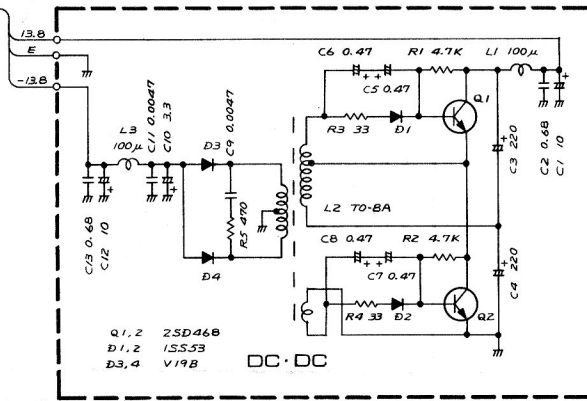 13.8
E
-13.8
C6 0.47
R1 4.7K
L1 100μ
C5 0.47
Q1
R3 33
D1
L3
100μ
C11 0.0047
C10 3.3
D3
C9 0.0047
C3 220
C2 0.68
C1 10
L2 TO-8A
R5 470
C13 0.68
C12 10
D4
C8 0.47
R2 4.7K
C7 0.47
C4 220
R4 33
D2
Q2
Q1,2 2SD468
D1,2 1SS53
D3,4 V19B
DC·DC